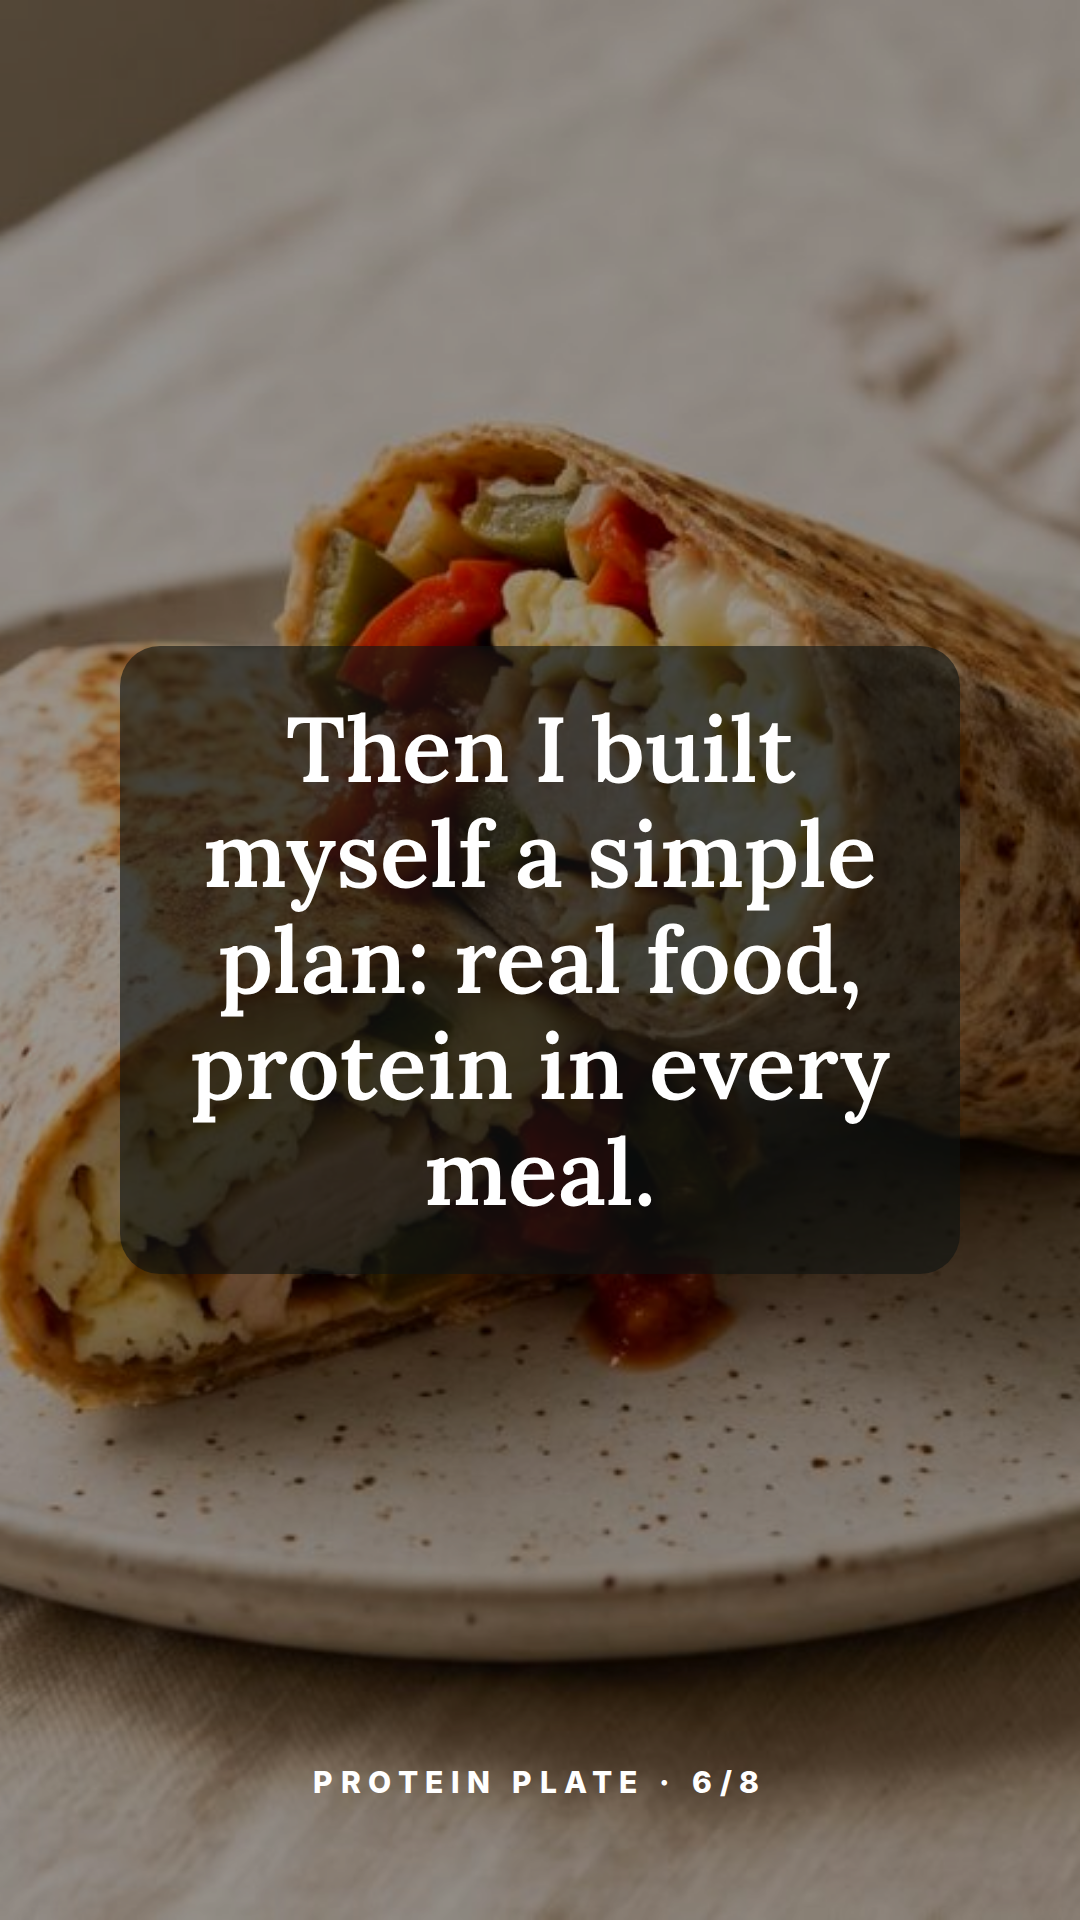 Then I built
myself a simple
plan: real food,
protein in every
meal.
PROTEIN PLATE · 6/8